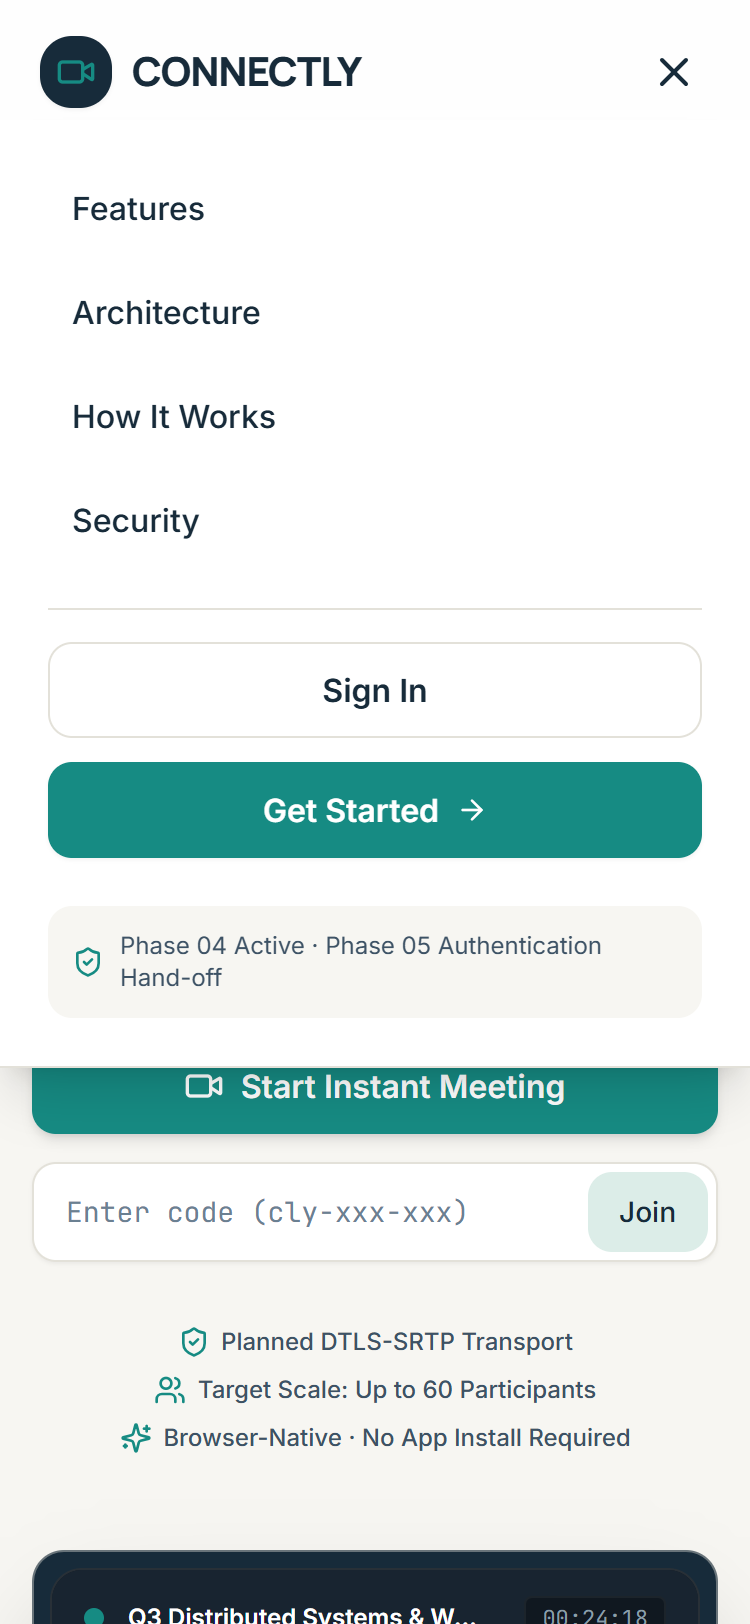 CONNECTLY
Features
Architecture
How It Works
Security
Sign In
Get Started
Phase 04 Active · Phase 05 Authentication
Hand-off
Start Instant Meeting
Enter code (cly-xxx-xxx)
Join
Planned DTLS-SRTP Transport
Target Scale: Up to 60 Participants
Browser-Native · No App Install Required
Q3 Distributed Systems & W...
00:24:18